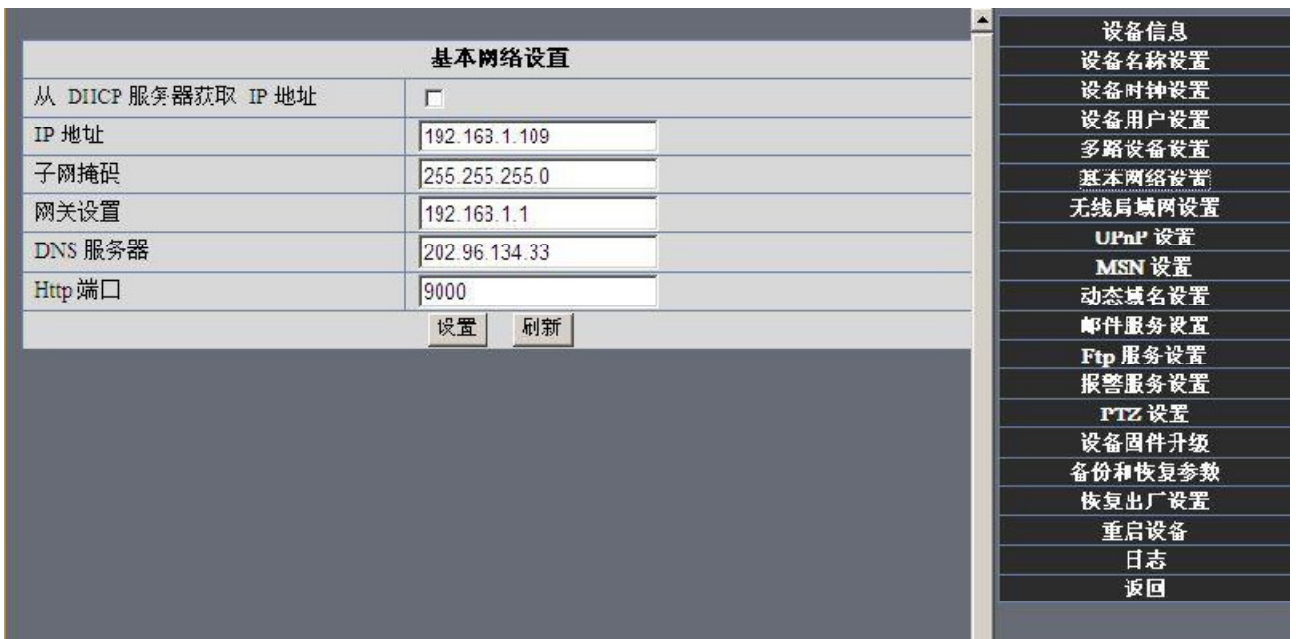 基本网络设置
从 DHCP 服务器获取 IP 地址
IP 地址
192.168.1.109
子网掩码
255.255.255.0
网关设置
192.168.1.1
DNS 服务器
202.96.134.33
Http 端口
9000
设置 刷新
设备信息
设备名称设置
设备时钟设置
设备用户设置
多路设备设置
基本网络设置
无线局域网设置
UPnP 设置
MSN 设置
动态域名设置
邮件服务设置
Ftp 服务设置
报警服务设置
PTZ 设置
设备固件升级
备份和恢复参数
恢复出厂设置
重启设备
日志
返回